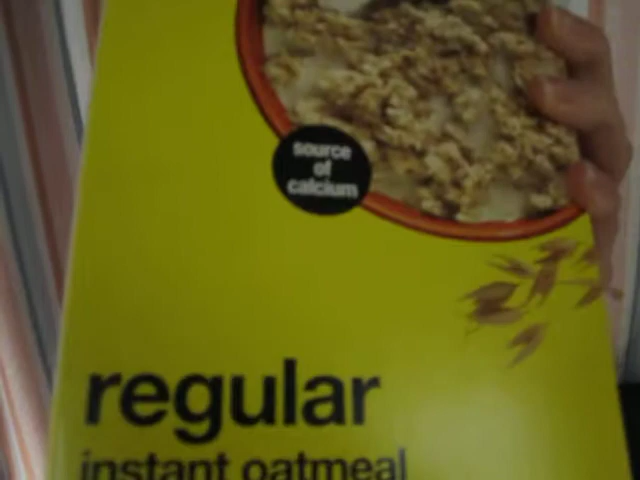 source
of
calcium
regular
instant oatmeal